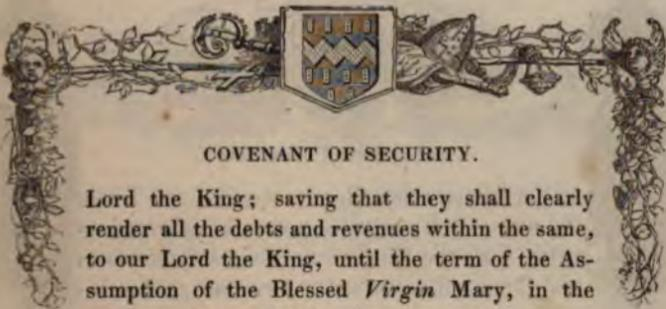 COVENANT OF SECURITY.
Lord the King; saving that they shall clearly
render all the debts and revenues within the same,
to our Lord the King, until the term of the As-
sumption of the Blessed Virgin Mary, in the